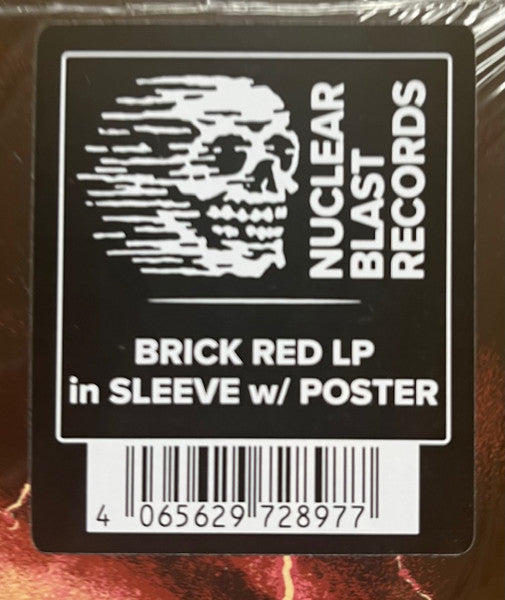 NUCLEAR
BLAST
RECORDS
BRICK RED LP
in SLEEVE w/ POSTER
4 065629 728977